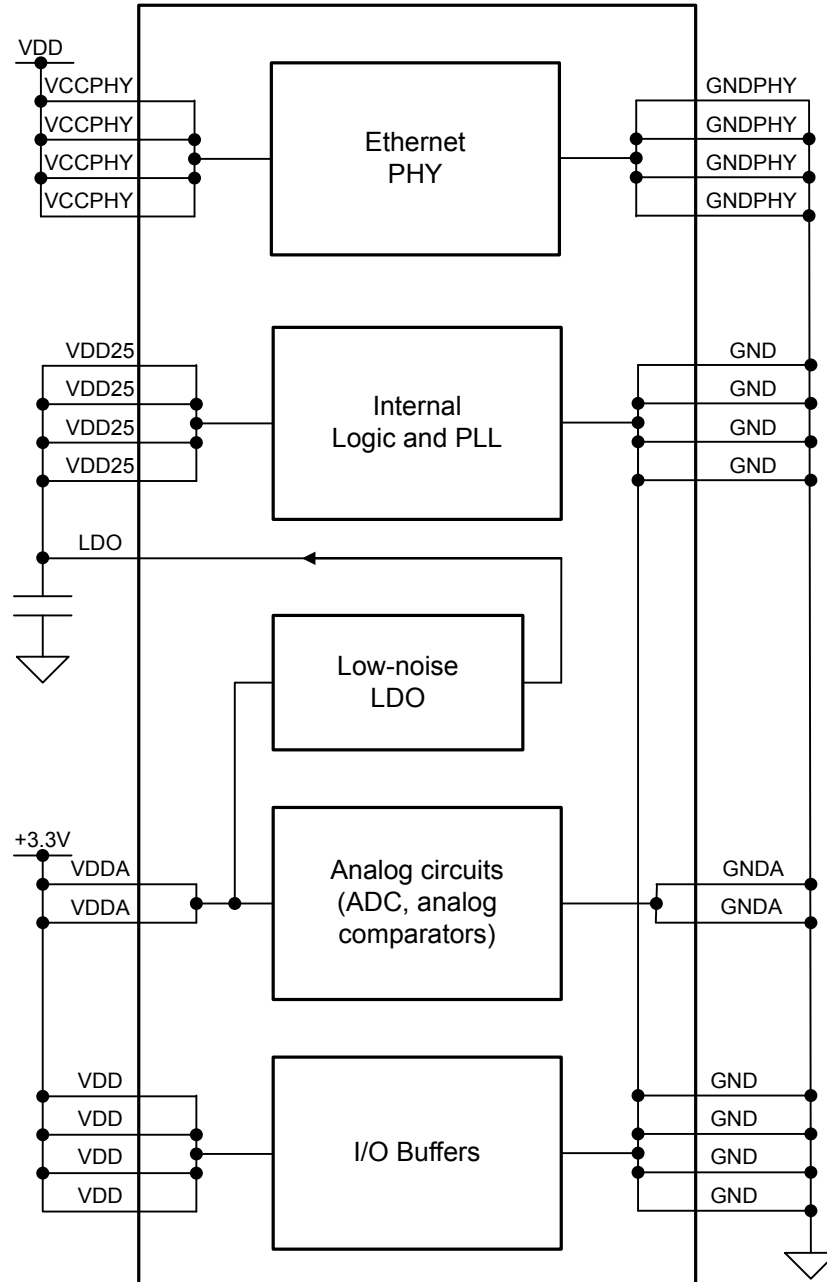 VDD
VCCPHY
VCCPHY
VCCPHY
VCCPHY
Ethernet
PHY
GNDPHY
GNDPHY
GNDPHY
GNDPHY
VDD25
VDD25
VDD25
VDD25
Internal
Logic and PLL
GND
GND
GND
GND
LDO
Low-noise
LDO
+3.3V
VDDA
VDDA
Analog circuits
(ADC, analog
comparators)
GNDA
GNDA
VDD
VDD
VDD
VDD
I/O Buffers
GND
GND
GND
GND